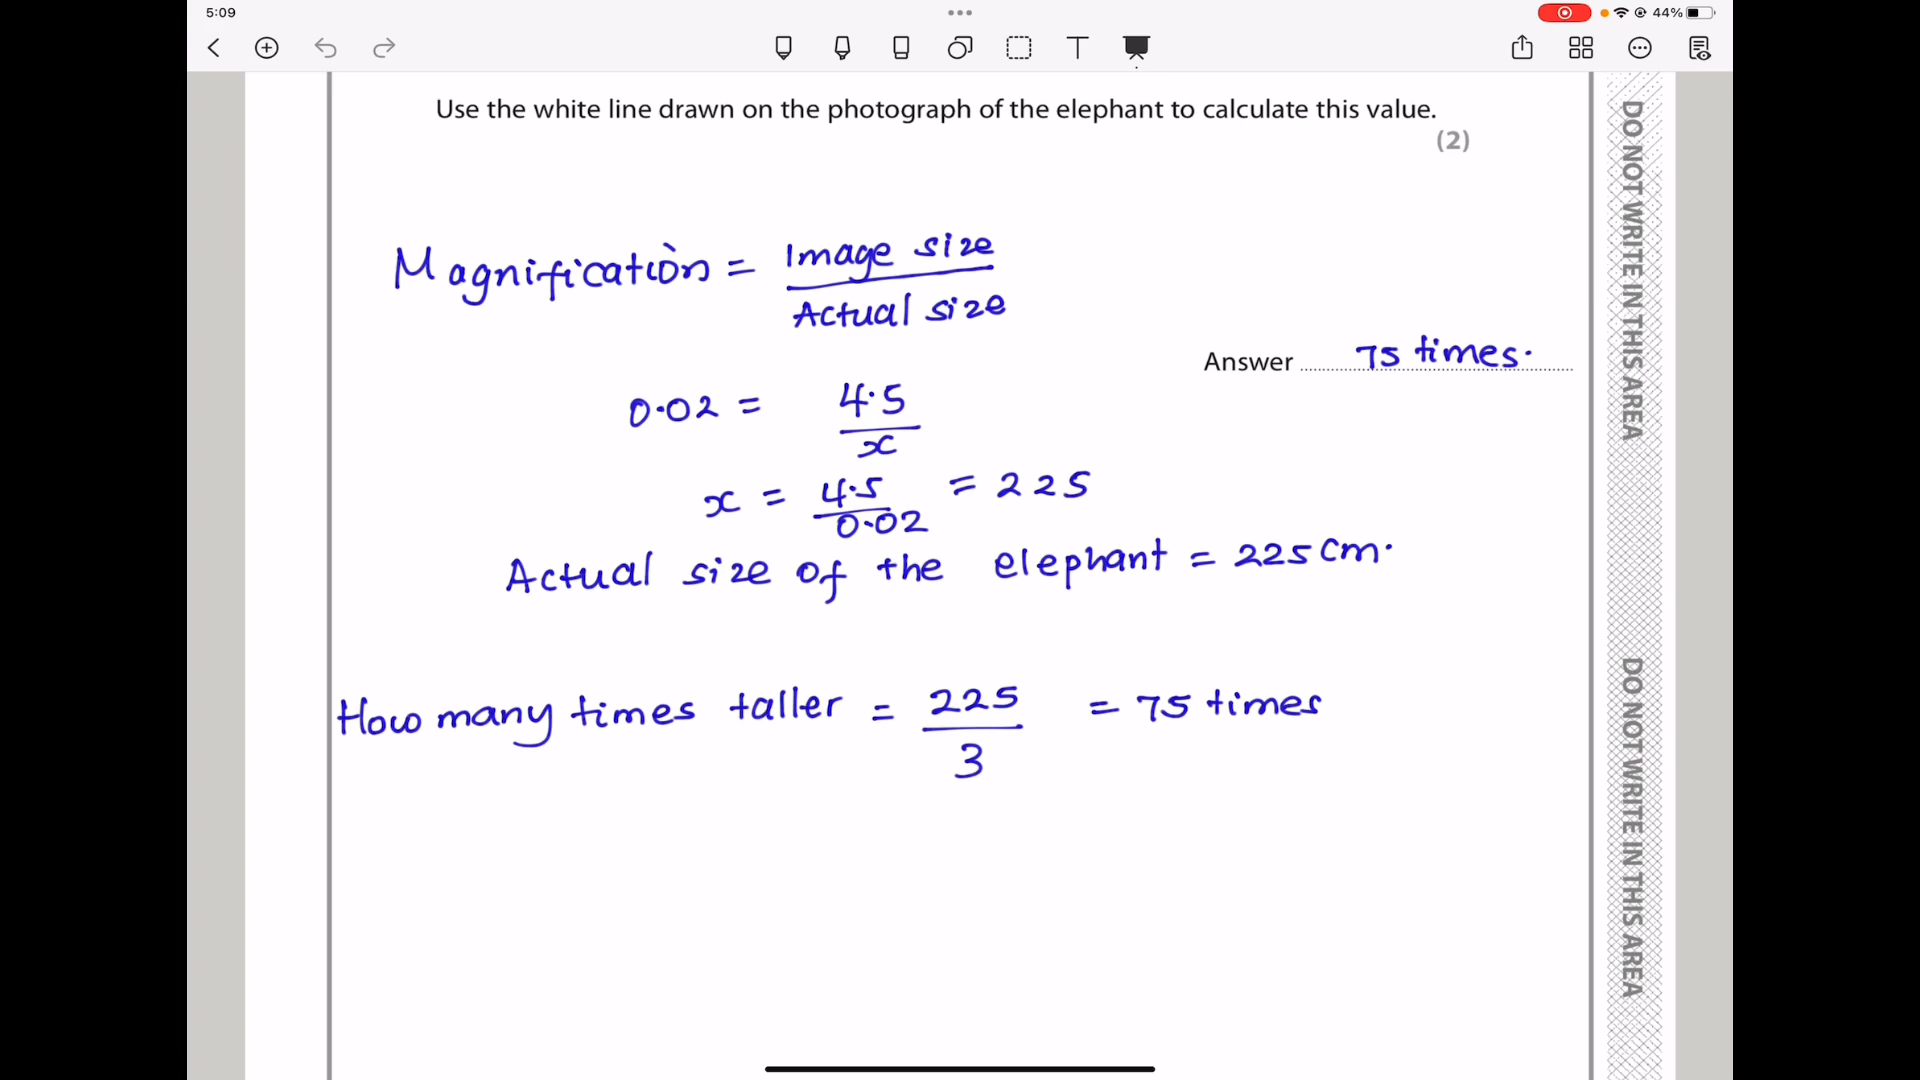 5:09
44%
Use the white line drawn on the photograph of the elephant to calculate this value.
(2)
Magnification = Image size
Actual size
Answer 75 times.
0.02 = 4.5
x
x = 4.5 = 225
0.02
Actual size of the elephant = 225 cm.
How many times taller = 225 = 75 times
3
DO NOT WRITE IN THIS AREA
DO NOT WRITE IN THIS AREA